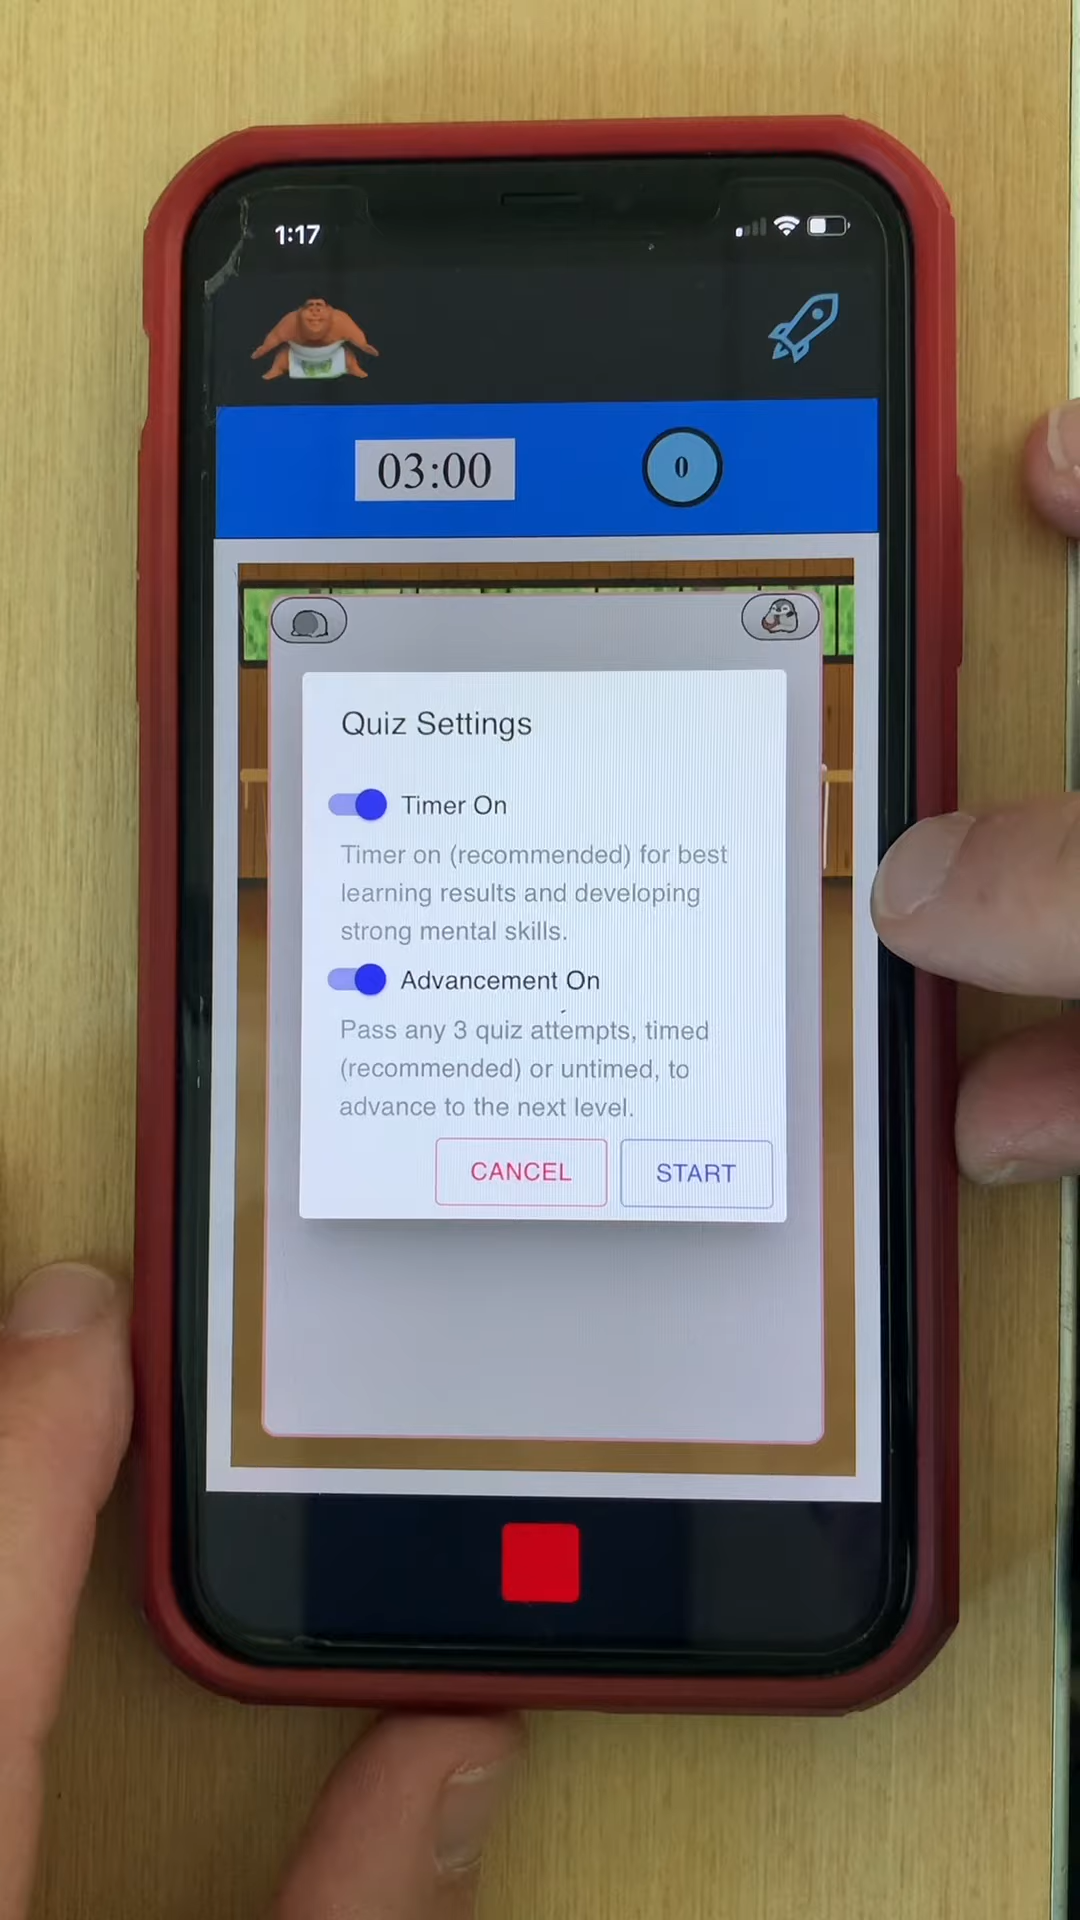 1:17
03:00
0
Quiz Settings
Timer On
Timer on (recommended) for best
learning results and developing
strong mental skills.
Advancement On
Pass any 3 quiz attempts, timed
(recommended) or untimed, to
advance to the next level.
CANCEL
START